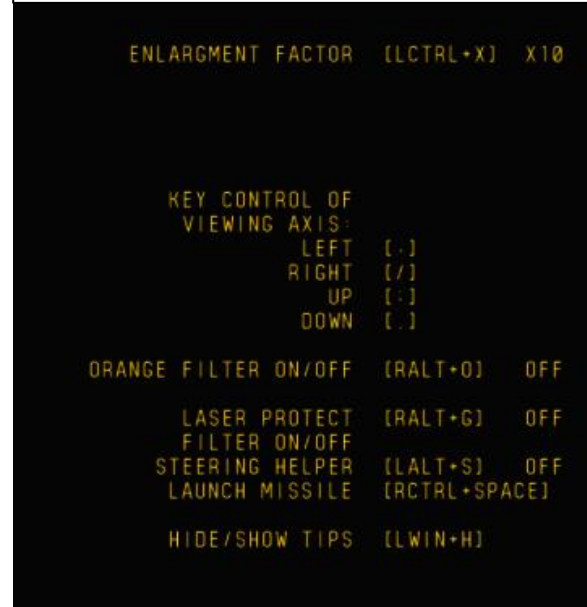 ENLARGMENT FACTOR [LCTRL+X] X10
KEY CONTROL OF
VIEWING AXIS:
LEFT [.]
RIGHT [/]
UP [:]
DOWN [.]
ORANGE FILTER ON/OFF [RALT+O] OFF
LASER PROTECT [RALT+G] OFF
FILTER ON/OFF
STEERING HELPER [LALT+S] OFF
LAUNCH MISSILE [RCTRL+SPACE]
HIDE/SHOW TIPS [LWIN+H]